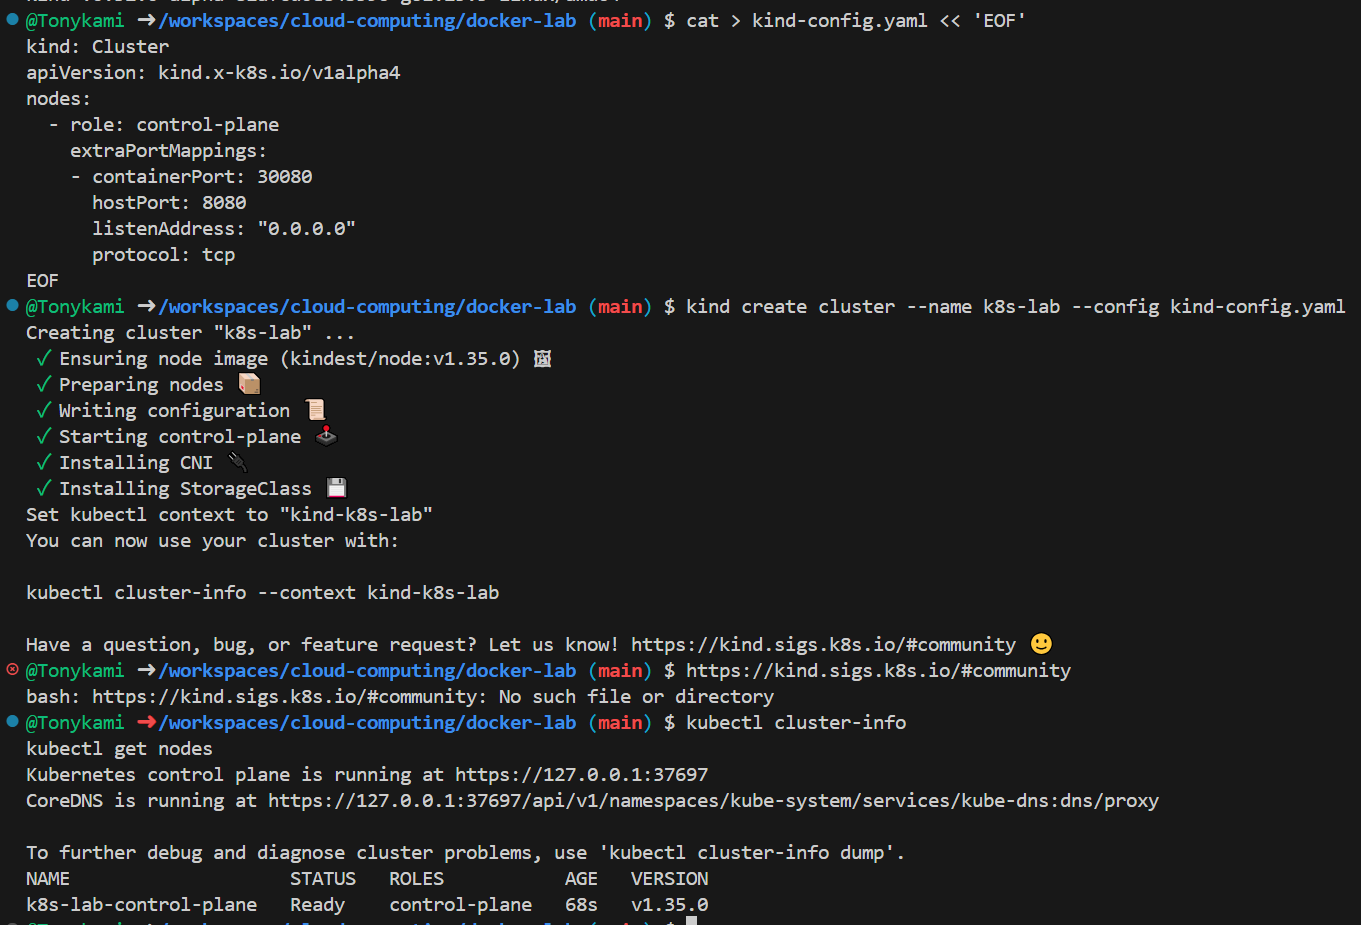 @Tonykami ➜/workspaces/cloud-computing/docker-lab (main) $ cat > kind-config.yaml << 'EOF'
kind: Cluster
apiVersion: kind.x-k8s.io/v1alpha4
nodes:
  - role: control-plane
    extraPortMappings:
    - containerPort: 30080
      hostPort: 8080
      listenAddress: "0.0.0.0"
      protocol: tcp
EOF
@Tonykami ➜/workspaces/cloud-computing/docker-lab (main) $ kind create cluster --name k8s-lab --config kind-config.yaml
Creating cluster "k8s-lab" ...
 ✓ Ensuring node image (kindest/node:v1.35.0) 🖼
 ✓ Preparing nodes 📦
 ✓ Writing configuration 📜
 ✓ Starting control-plane 🕹️
 ✓ Installing CNI 🔌
 ✓ Installing StorageClass 💾
Set kubectl context to "kind-k8s-lab"
You can now use your cluster with:

kubectl cluster-info --context kind-k8s-lab

Have a question, bug, or feature request? Let us know! https://kind.sigs.k8s.io/#community 🙂
@Tonykami ➜/workspaces/cloud-computing/docker-lab (main) $ https://kind.sigs.k8s.io/#community
bash: https://kind.sigs.k8s.io/#community: No such file or directory
@Tonykami ➜/workspaces/cloud-computing/docker-lab (main) $ kubectl cluster-info
kubectl get nodes
Kubernetes control plane is running at https://127.0.0.1:37697
CoreDNS is running at https://127.0.0.1:37697/api/v1/namespaces/kube-system/services/kube-dns:dns/proxy

To further debug and diagnose cluster problems, use 'kubectl cluster-info dump'.
NAME                    STATUS   ROLES           AGE   VERSION
k8s-lab-control-plane   Ready    control-plane   68s   v1.35.0